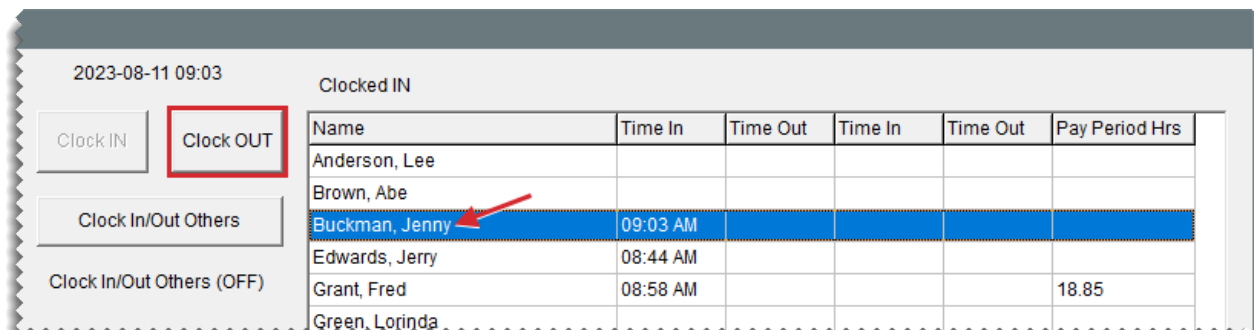 2023-08-11 09:03
Clocked IN
Clock IN Clock OUT
Clock In/Out Others
Clock In/Out Others (OFF)
Name Time In Time Out Time In Time Out Pay Period Hrs
Anderson, Lee
Brown, Abe
Buckman, Jenny 09:03 AM
Edwards, Jerry 08:44 AM
Grant, Fred 08:58 AM 18.85
Green, Lorinda